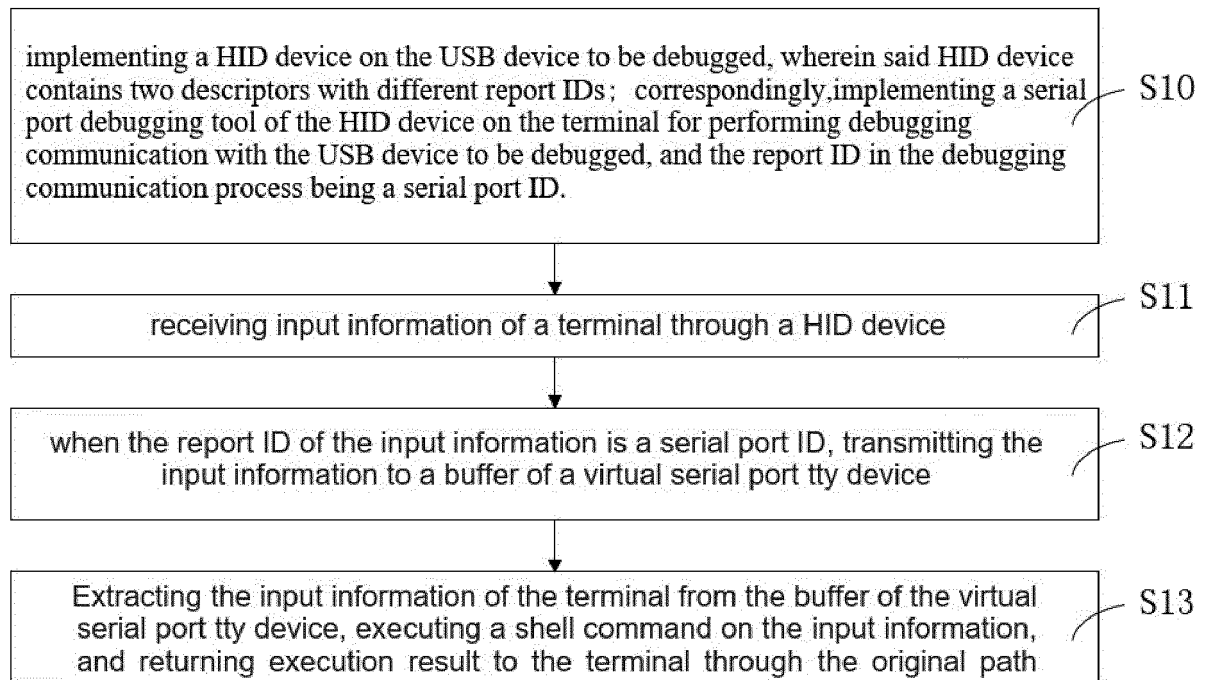 implementing a HID device on the USB device to be debugged, wherein said HID device
contains two descriptors with different report IDs; correspondingly,implementing a serial
port debugging tool of the HID device on the terminal for performing debugging
communication with the USB device to be debugged, and the report ID in the debugging
communication process being a serial port ID.
S10
receiving input information of a terminal through a HID device
S11
when the report ID of the input information is a serial port ID, transmitting the
input information to a buffer of a virtual serial port tty device
S12
Extracting the input information of the terminal from the buffer of the virtual
serial port tty device, executing a shell command on the input information,
and returning execution result to the terminal through the original path
S13